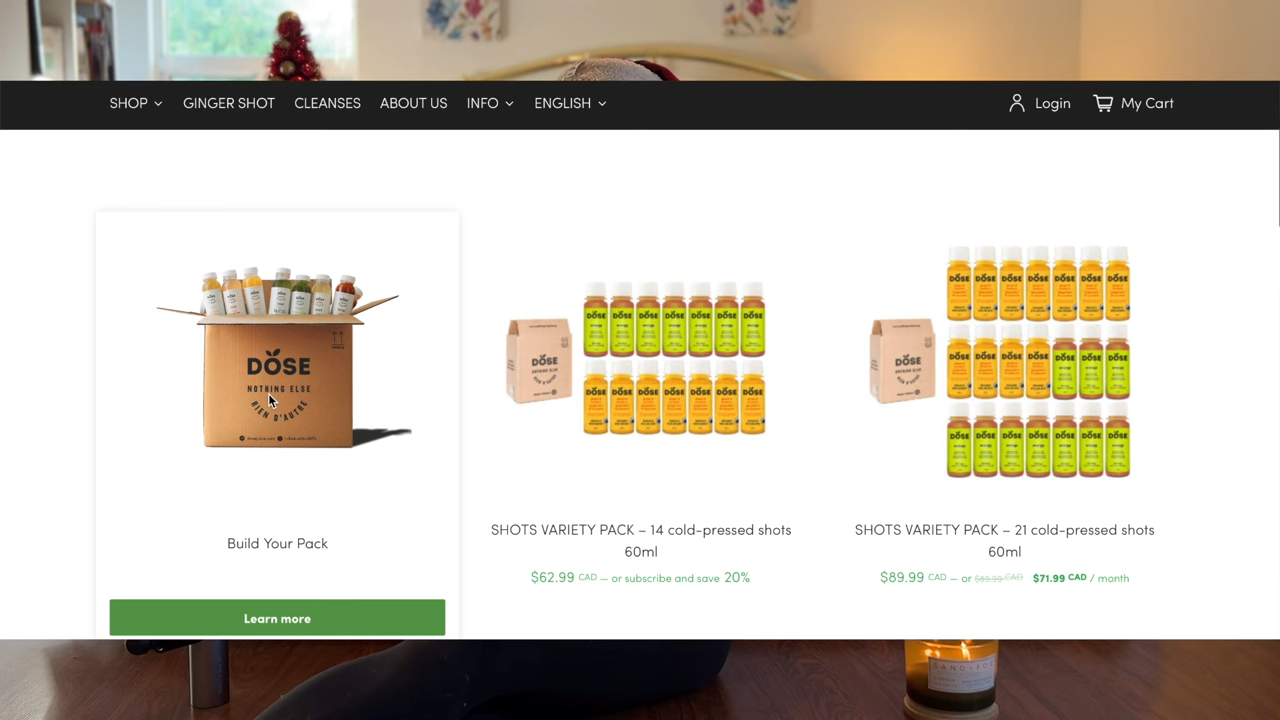 SHOP GINGER SHOT CLEANSES ABOUT US INFO ENGLISH Login My Cart
DOSE
NOTHING ELSE
RIEN D'AUTRE
Build Your Pack
Learn more
DOSE
SHOTS VARIETY PACK – 14 cold-pressed shots
60ml
$62.99 CAD — or subscribe and save 20%
DOSE
SHOTS VARIETY PACK – 21 cold-pressed shots
60ml
$89.99 CAD — or $89.99 CAD $71.99 CAD / month